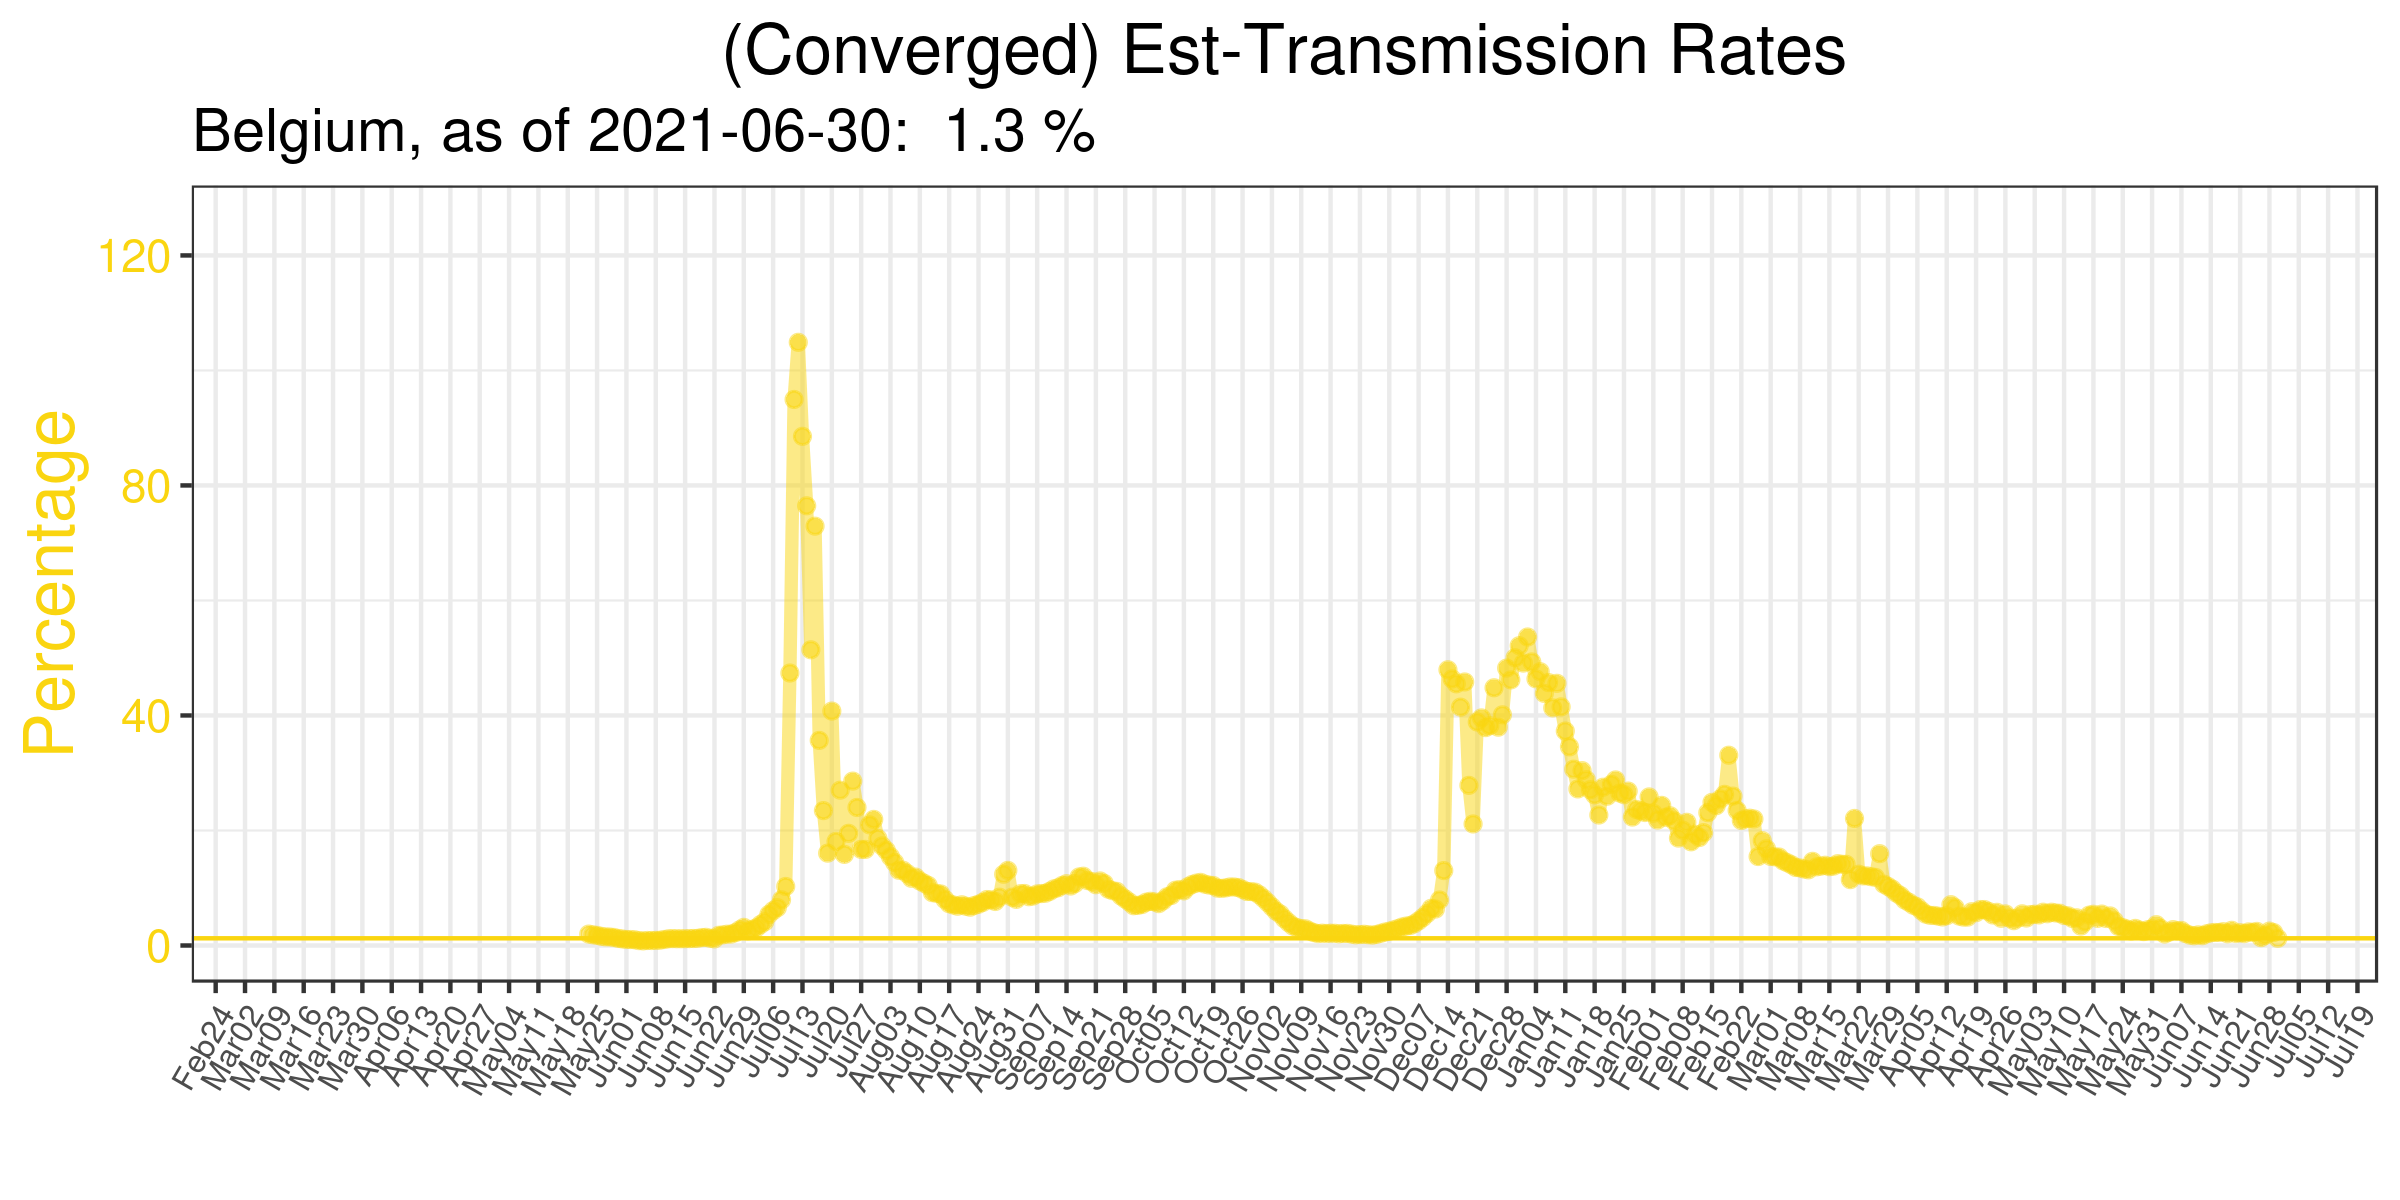 (Converged) Est-Transmission Rates
Belgium, as of 2021-06-30:  1.3 %
Percentage
120
80
40
0
Feb24
Mar02
Mar09
Mar16
Mar23
Mar30
Apr06
Apr13
Apr20
Apr27
May04
May11
May18
May25
Jun01
Jun08
Jun15
Jun22
Jun29
Jul06
Jul13
Jul20
Jul27
Aug03
Aug10
Aug17
Aug24
Aug31
Sep07
Sep14
Sep21
Sep28
Oct05
Oct12
Oct19
Oct26
Nov02
Nov09
Nov16
Nov23
Nov30
Dec07
Dec14
Dec21
Dec28
Jan04
Jan11
Jan18
Jan25
Feb01
Feb08
Feb15
Feb22
Mar01
Mar08
Mar15
Mar22
Mar29
Apr05
Apr12
Apr19
Apr26
May03
May10
May17
May24
May31
Jun07
Jun14
Jun21
Jun28
Jul05
Jul12
Jul19